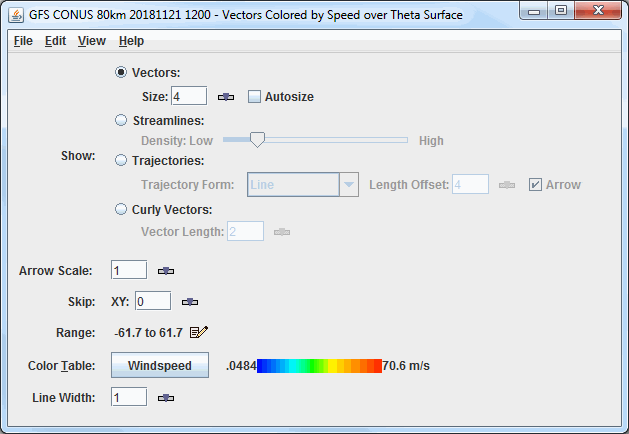 GFS CONUS 80km 20181121 1200 - Vectors Colored by Speed over Theta Surface
File Edit View Help
Vectors:
Size: 4 Autosize
Streamlines:
Density: Low High
Show:
Trajectories:
Trajectory Form: Line Length Offset: 4 Arrow
Curly Vectors:
Vector Length: 2
Arrow Scale: 1
Skip: XY: 0
Range: -61.7 to 61.7
Color Table: Windspeed .0484 70.6 m/s
Line Width: 1